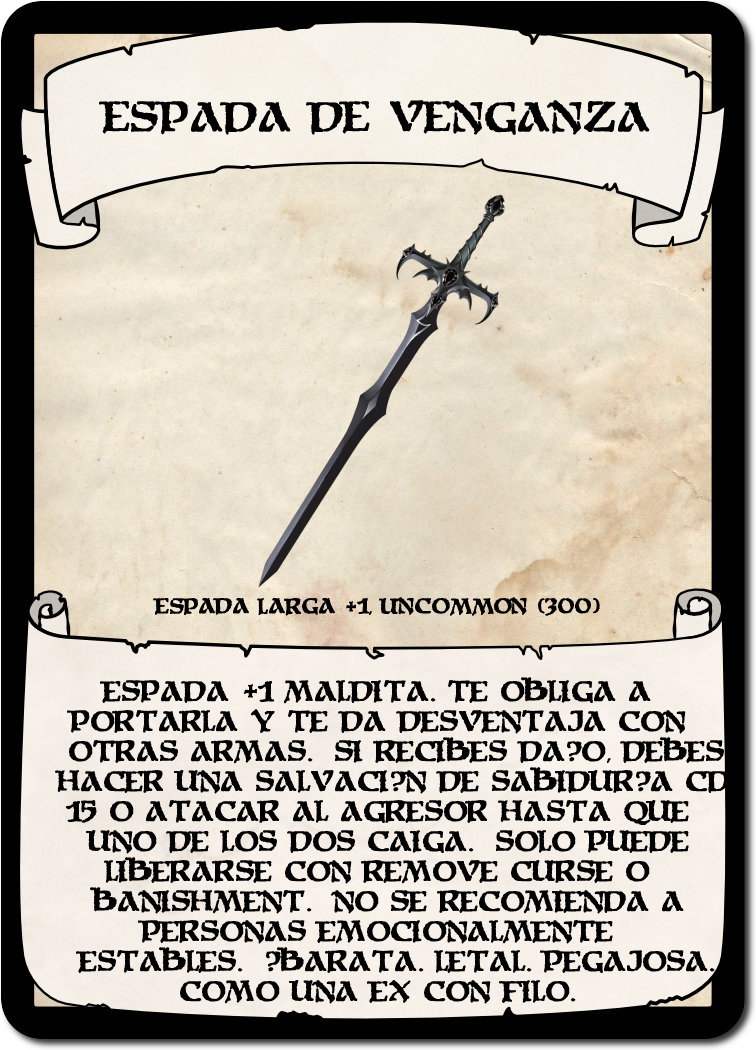 ESPADA DE VENGANZA
ESPADA LARGA +1, UNCOMMON (300)
ESPADA +1 MALDITA. TE OBLIGA A
PORTARLA Y TE DA DESVENTAJA CON
OTRAS ARMAS. SI RECIBES DA?O, DEBES
HACER UNA SALVACI?N DE SABIDUR?A CD
15 O ATACAR AL AGRESOR HASTA QUE
UNO DE LOS DOS CAIGA. SOLO PUEDE
LIBERARSE CON REMOVE CURSE O
BANISHMENT. NO SE RECOMIENDA A
PERSONAS EMOCIONALMENTE
ESTABLES. ?BARATA. LETAL. PEGAJOSA.
COMO UNA EX CON FILO.